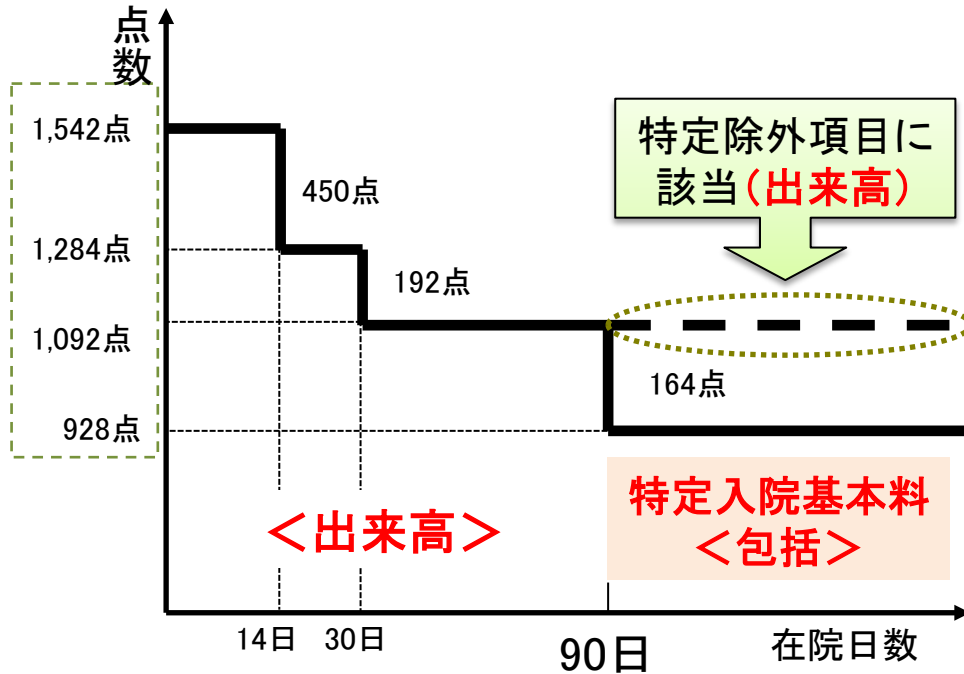 点
数
1,542点
1,284点
1,092点
928点
450点
192点
164点
特定除外項目に
該当(出来高)
<出来高>
特定入院基本料
<包括>
14日
30日
90日
在院日数